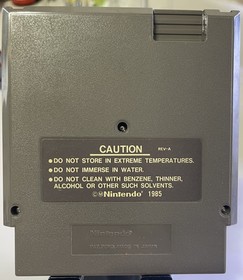 CAUTION
REV-A
● DO NOT STORE IN EXTREME TEMPERATURES.
● DO NOT IMMERSE IN WATER.
● DO NOT CLEAN WITH BENZENE, THINNER,
ALCOHOL OR OTHER SUCH SOLVENTS.
Nintendo 1985
Nintendo